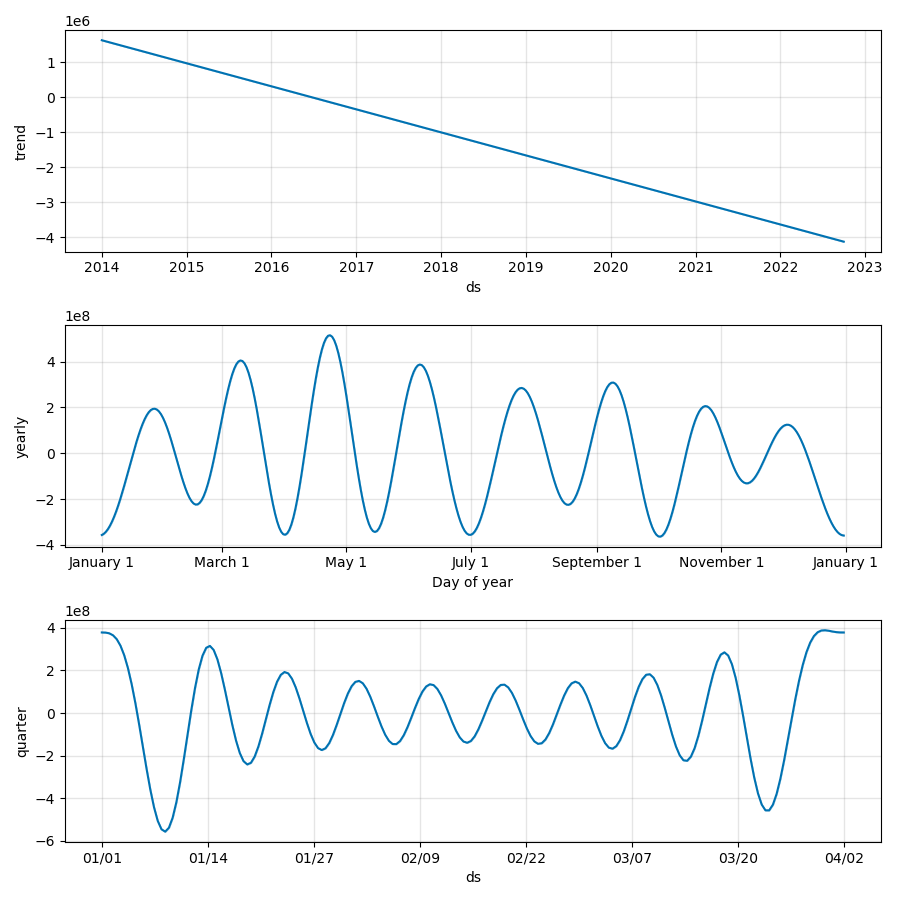 1e6
trend
1
0
−1
−2
−3
−4
2014 2015 2016 2017 2018 2019 2020 2021 2022 2023
ds
1e8
yearly
4
2
0
−2
−4
January 1 March 1 May 1 July 1 September 1 November 1 January 1
Day of year
1e8
quarter
4
2
0
−2
−4
−6
01/01 01/14 01/27 02/09 02/22 03/07 03/20 04/02
ds